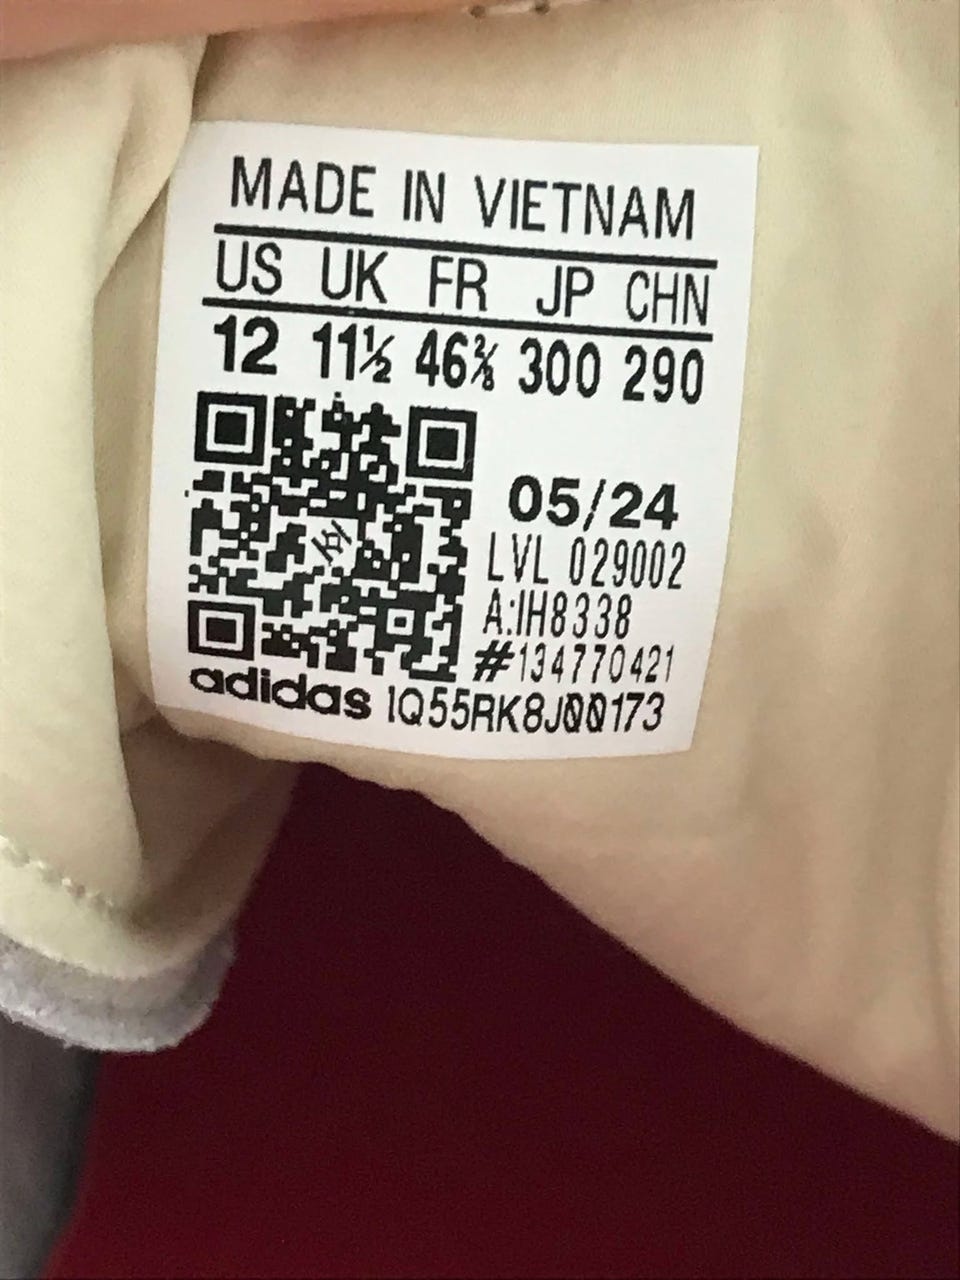 MADE IN VIETNAM
US UK FR JP CHN
12 11½ 46⅔ 300 290
05/24
LVL 029002
A:IH8338
#134770421
adidas 1Q55RK8J00173